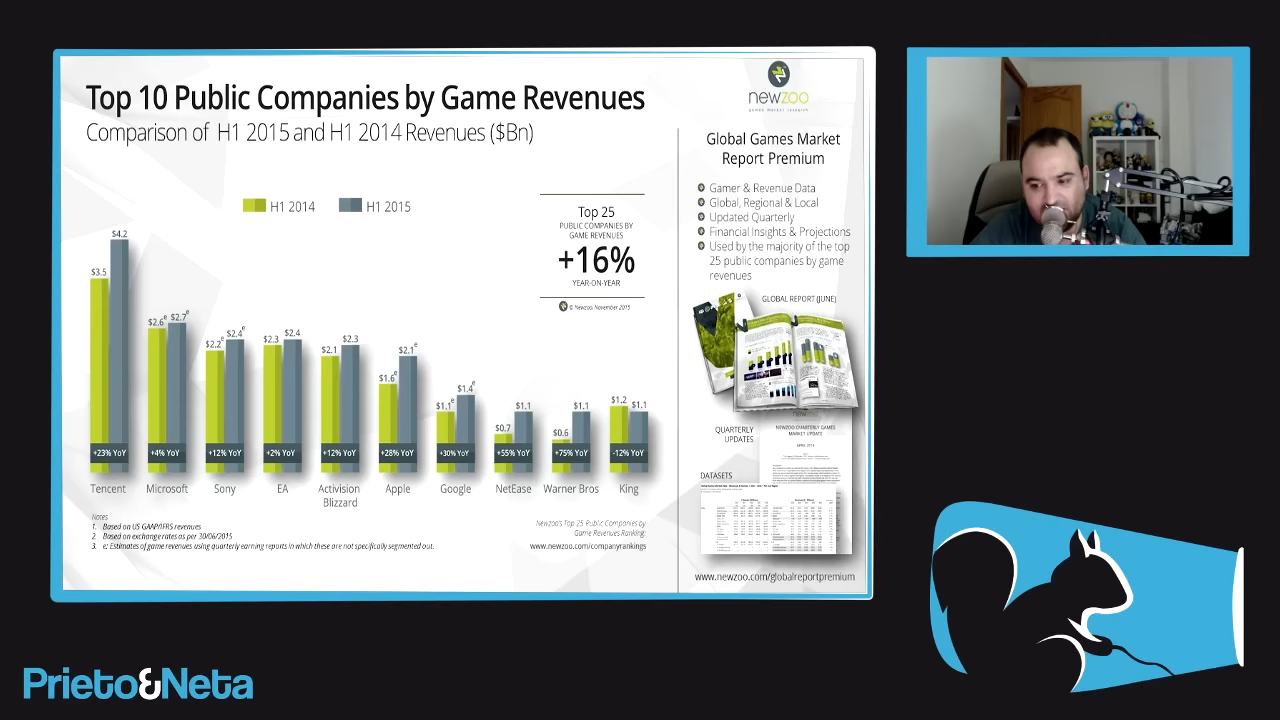 Top 10 Public Companies by Game Revenues
Comparison of H1 2015 and H1 2014 Revenues ($Bn)
H1 2014
H1 2015
Top 25
PUBLIC COMPANIES BY
GAME REVENUES
+16%
YEAR-ON-YEAR
© Newzoo, November 2015
$3.5
$4.2
$2.6e
$2.7e
$2.2e
$2.4e
$2.3
$2.4
$2.1
$2.3
$1.6e
$2.1e
$1.1e
$1.4e
$0.7
$1.1
$0.6
$1.1
$1.2
$1.1
+4% YoY
+12% YoY
+2% YoY
+12% YoY
+28% YoY
+30% YoY
+55% YoY
+75% YoY
-12% YoY
Tencent
Microsoft
Sony
EA
Activision
Blizzard
Apple
Google
NetEase
Warner Bros
King
1. Based on US GAAP/IFRS revenues
2. Based on exchange rates as per 30/06/2015
3. e: Estimates of game revenues using quarterly earning reports in which these are not specifically segmented out.
Newzoo's Top 25 Public Companies by
Game Revenues Ranking:
www.newzoo.com/companyrankings
newzoo
games market research
Global Games Market
Report Premium
Gamer & Revenue Data
Global, Regional & Local
Updated Quarterly
Financial Insights & Projections
Used by the majority of the top
25 public companies by game
revenues
GLOBAL REPORT (JUNE)
QUARTERLY
UPDATES
NEWZOO QUARTERLY GAMES
MARKET UPDATE
DATASETS
www.newzoo.com/globalreportpremium
Prieto&Neta